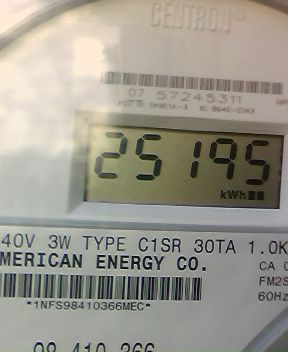 CENTRON®
07 57245311
25195
kWh
40V 3W TYPE C1SR 30TA 1.0K
MERICAN ENERGY CO.
CA
FM2S
60Hz
*1NFS98410366MEC*
98 410 366